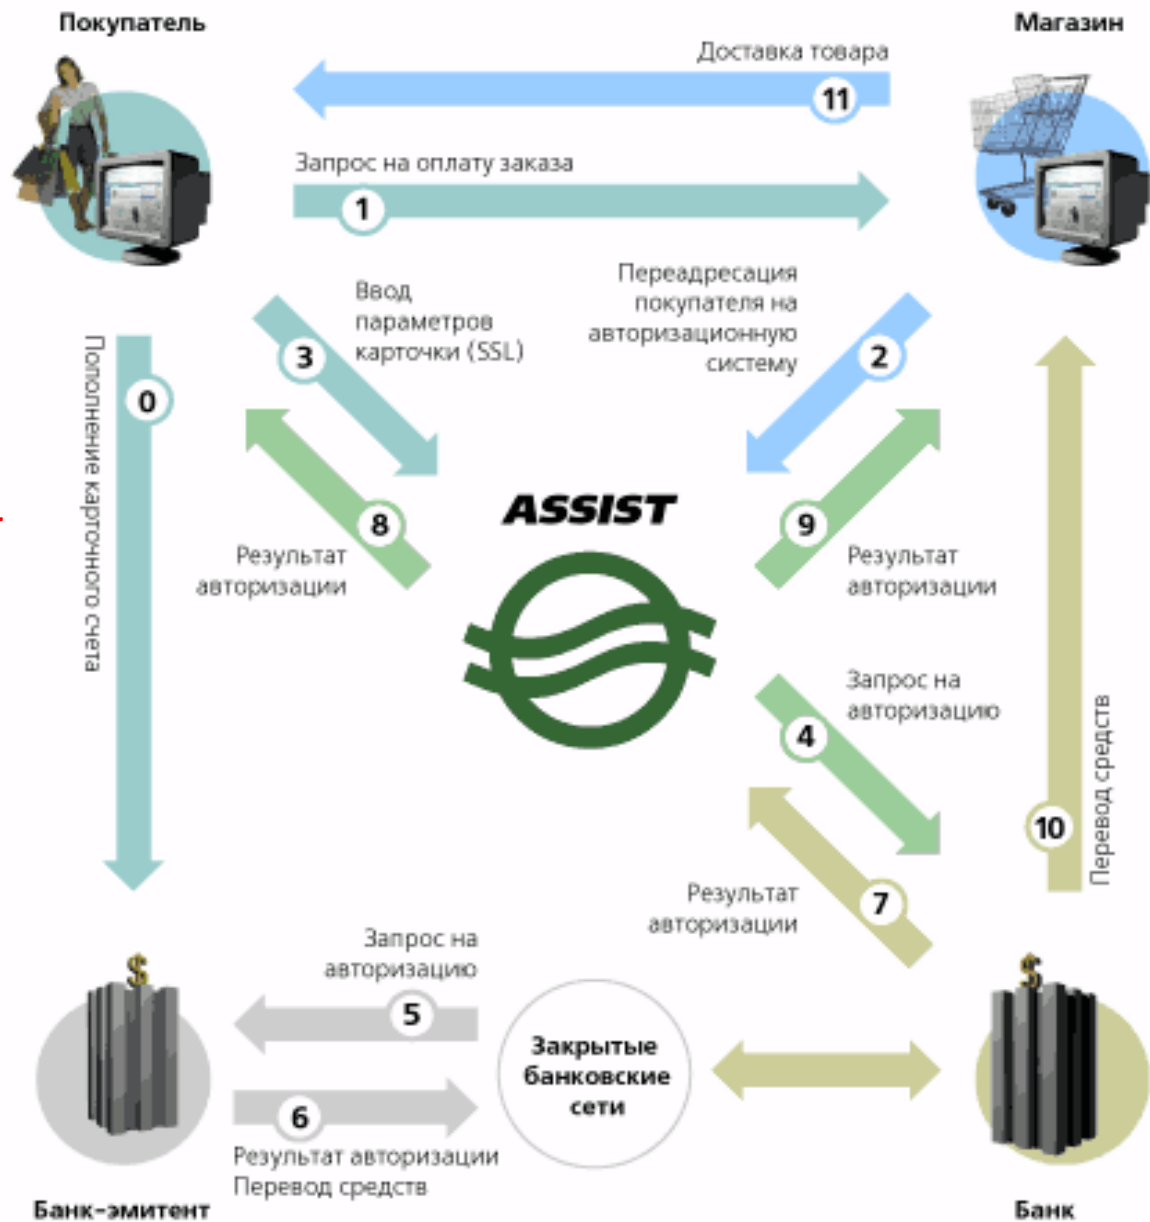 Покупатель
Магазин
Доставка товара
11
Запрос на оплату заказа
1
Ввод
параметров
карточки (SSL)
3
Переадресация
покупателя на
авторизационную
систему
2
0
Пополнение карточного счета
8
Результат
авторизации
ASSIST
9
Результат
авторизации
Запрос на
авторизацию
4
10
Перевод средств
Результат
авторизации
7
Запрос на
авторизацию
5
$
$
Закрытые
банковские
сети
6
Результат авторизации
Перевод средств
Банк-эмитент
Банк